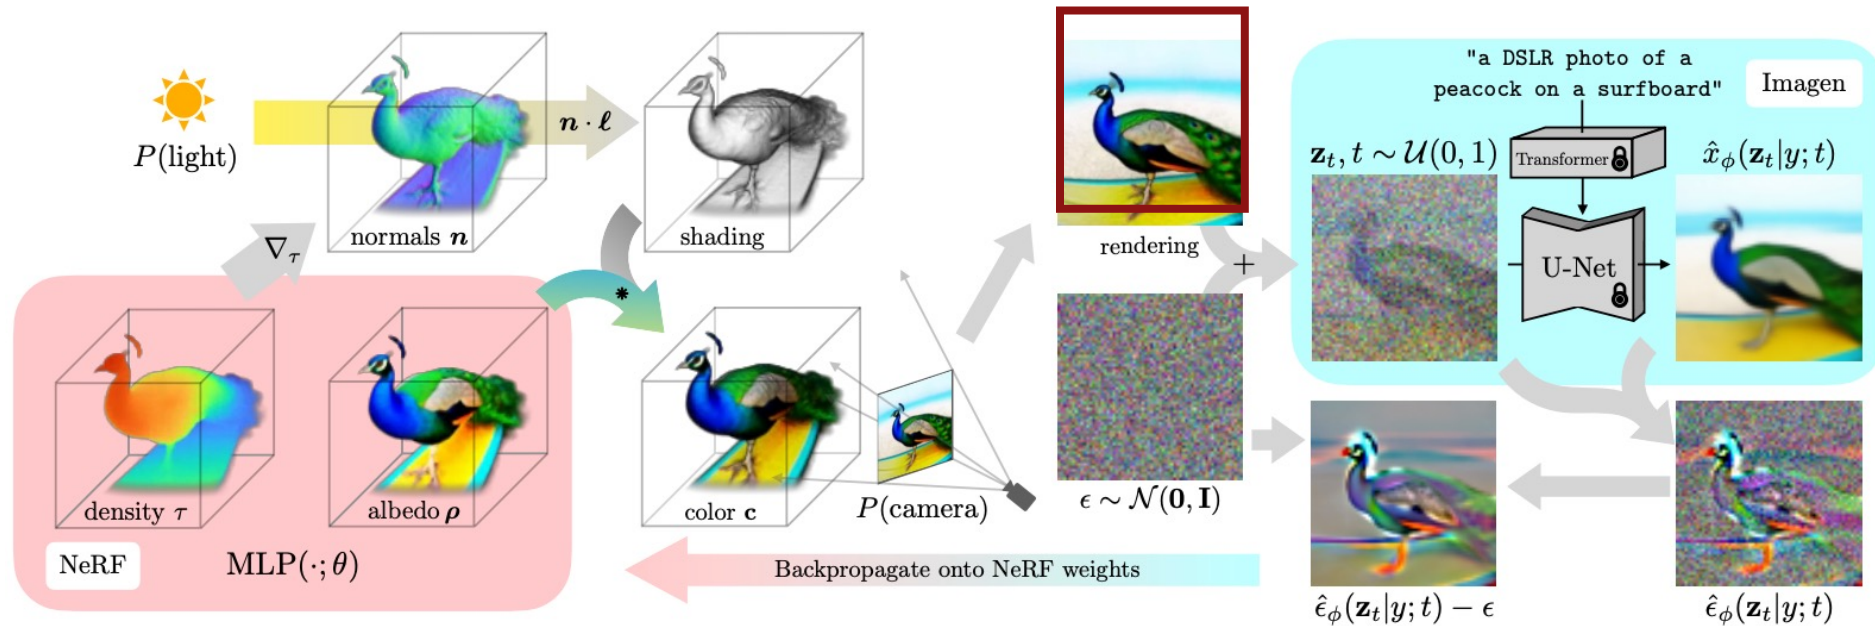 "a DSLR photo of a
peacock on a surfboard"
Imagen
P(light)
n · ℓ
z_t, t ∼ U(0, 1)
Transformer
x̂_ϕ(z_t|y; t)
normals n
shading
rendering
∇_τ
+
U-Net
*
density τ
albedo ρ
color c
P(camera)
ϵ ∼ N(0, I)
NeRF
MLP(·; θ)
Backpropagate onto NeRF weights
ϵ̂_ϕ(z_t|y; t) − ϵ
ϵ̂_ϕ(z_t|y; t)